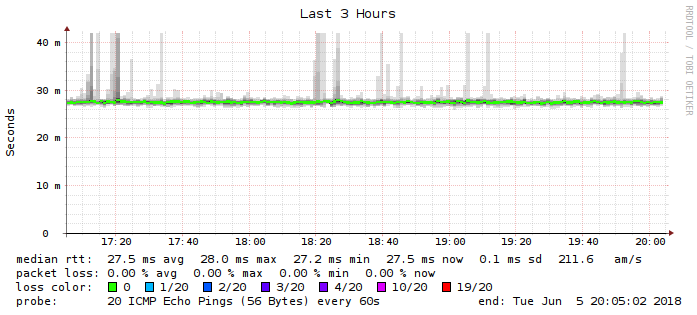 Last 3 Hours
RRDTOOL / TOBI OETIKER
Seconds
40 m
30 m
20 m
10 m
0
17:20 17:40 18:00 18:20 18:40 19:00 19:20 19:40 20:00
median rtt: 27.5 ms avg 28.0 ms max 27.2 ms min 27.5 ms now 0.1 ms sd 211.6 am/s
packet loss: 0.00 % avg 0.00 % max 0.00 % min 0.00 % now
loss color: 0 1/20 2/20 3/20 4/20 10/20 19/20
probe: 20 ICMP Echo Pings (56 Bytes) every 60s end: Tue Jun 5 20:05:02 2018